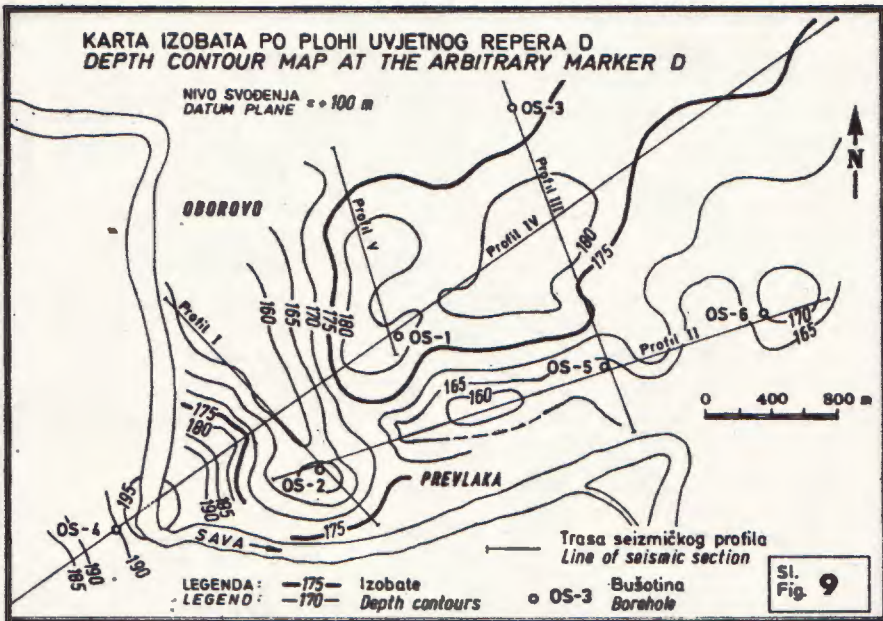 KARTA IZOBATA PO PLOHI UVJETNOG REPERA D
DEPTH CONTOUR MAP AT THE ARBITRARY MARKER D
NIVO SVOĐENJA
DATUM PLANE = + 100 m
OS-3
N
OBOROVO
Profil V
Profil III
Profil IV
180
175
Profil I
160
165
170
175
180
OS-1
OS-6
170
165
Profil II
OS-5
165
160
0 400 800 m
175
180
195
190
185
OS-2
PREVLAKA
OS-4
175
SAVA
185
190
190
Trasa seizmičkog profila
Line of seismic section
LEGENDA: 175 Izobate
LEGEND: 170 Depth contours
OS-3 Bušotina
Borehole
Sl.
Fig. 9